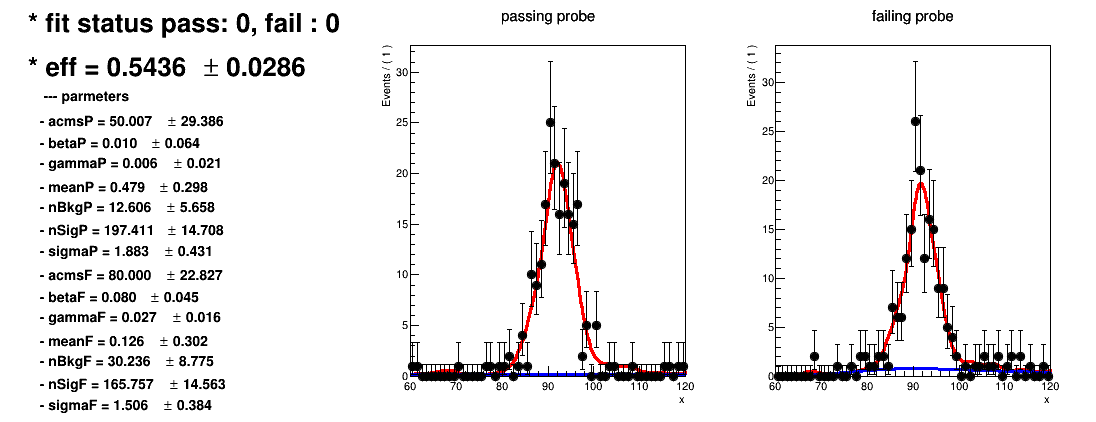 * fit status pass: 0, fail : 0
* eff = 0.5436 ± 0.0286
--- parmeters
- acmsP = 50.007 ± 29.386
- betaP = 0.010 ± 0.064
- gammaP = 0.006 ± 0.021
- meanP = 0.479 ± 0.298
- nBkgP = 12.606 ± 5.658
- nSigP = 197.411 ± 14.708
- sigmaP = 1.883 ± 0.431
- acmsF = 80.000 ± 22.827
- betaF = 0.080 ± 0.045
- gammaF = 0.027 ± 0.016
- meanF = 0.126 ± 0.302
- nBkgF = 30.236 ± 8.775
- nSigF = 165.757 ± 14.563
- sigmaF = 1.506 ± 0.384
passing probe
Events / ( 1 )
30
25
20
15
10
5
0
60 70 80 90 100 110 120
x
failing probe
Events / ( 1 )
30
25
20
15
10
5
0
60 70 80 90 100 110 120
x